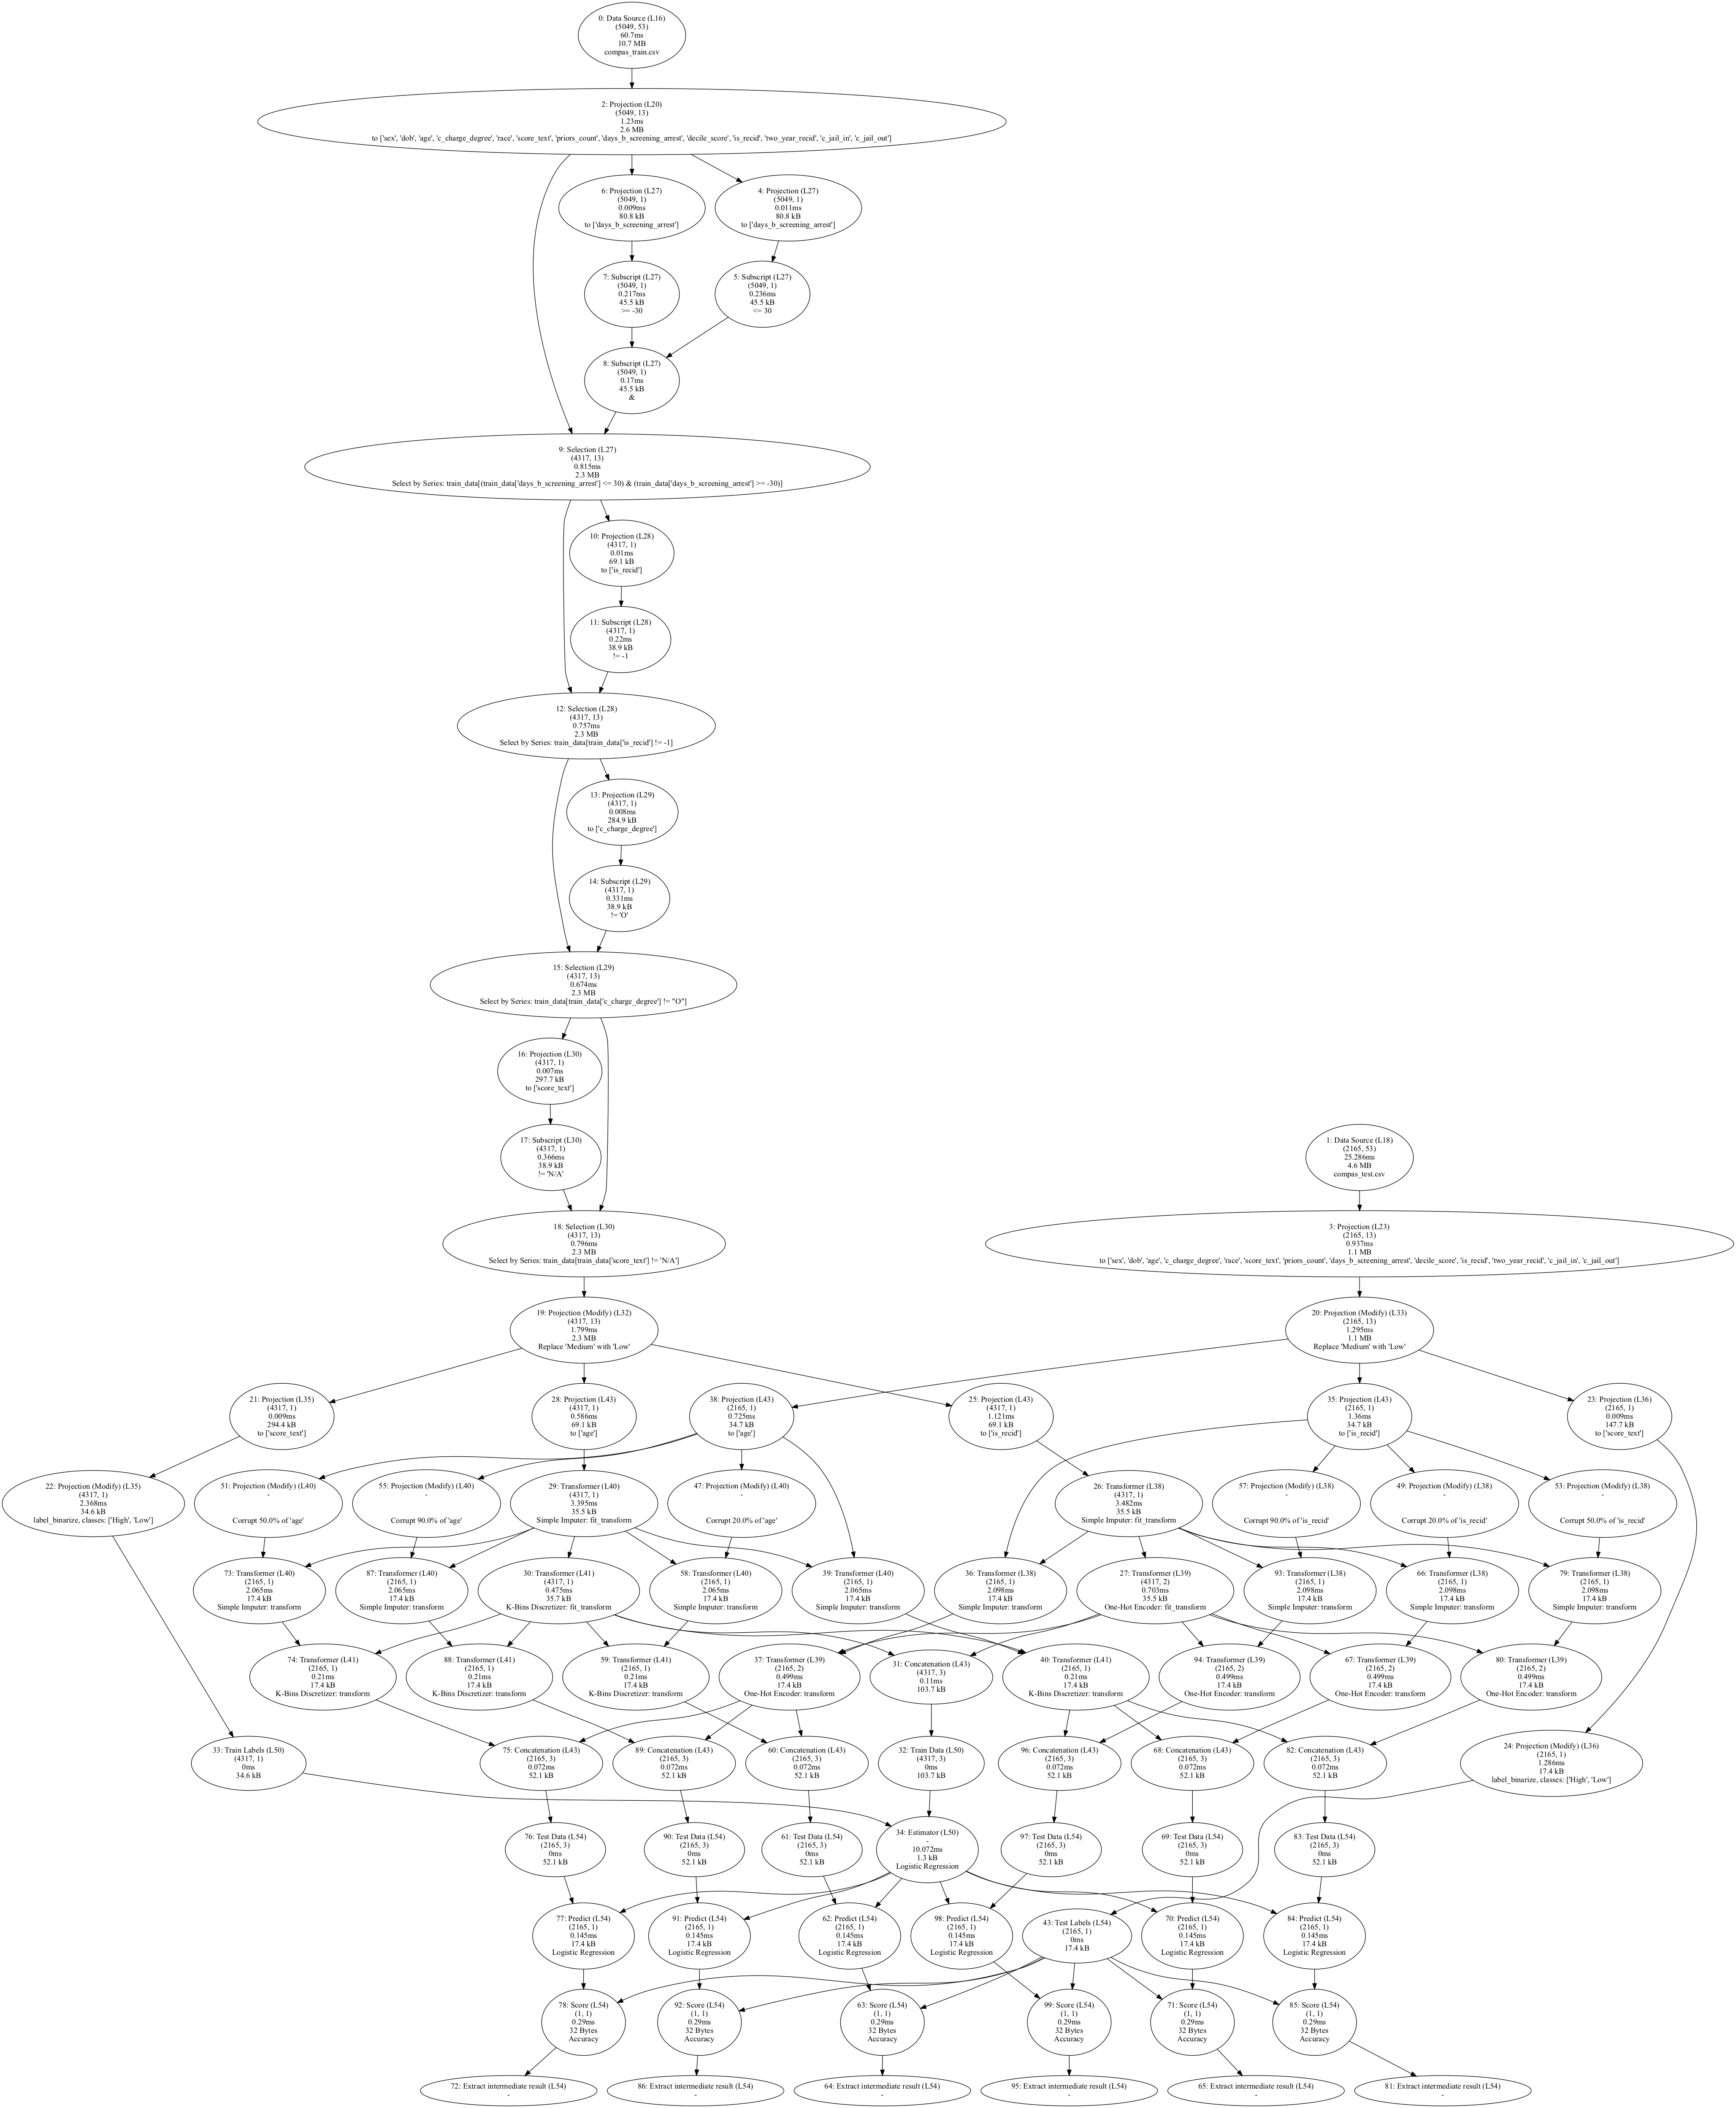 0: Data Source (L16)
(5049, 53)
60.7ms
10.7 MB
compas_train.csv
2: Projection (L20)
(5049, 13)
1.23ms
2.6 MB
to ['sex', 'dob', 'age', 'c_charge_degree', 'race', 'score_text', 'priors_count', 'days_b_screening_arrest', 'decile_score', 'is_recid', 'two_year_recid', 'c_jail_in', 'c_jail_out']
6: Projection (L27)
(5049, 1)
0.009ms
80.8 kB
to ['days_b_screening_arrest']
4: Projection (L27)
(5049, 1)
0.011ms
80.8 kB
to ['days_b_screening_arrest']
7: Subscript (L27)
(5049, 1)
0.217ms
45.5 kB
>= -30
5: Subscript (L27)
(5049, 1)
0.236ms
45.5 kB
<= 30
8: Subscript (L27)
(5049, 1)
0.17ms
45.5 kB
&
9: Selection (L27)
(4317, 13)
0.815ms
2.3 MB
Select by Series: train_data[(train_data['days_b_screening_arrest'] <= 30) & (train_data['days_b_screening_arrest'] >= -30)]
10: Projection (L28)
(4317, 1)
0.01ms
69.1 kB
to ['is_recid']
11: Subscript (L28)
(4317, 1)
0.22ms
38.9 kB
!= -1
12: Selection (L28)
(4317, 13)
0.757ms
2.3 MB
Select by Series: train_data[train_data['is_recid'] != -1]
13: Projection (L29)
(4317, 1)
0.008ms
284.9 kB
to ['c_charge_degree']
14: Subscript (L29)
(4317, 1)
0.331ms
38.9 kB
!= 'O'
15: Selection (L29)
(4317, 13)
0.674ms
2.3 MB
Select by Series: train_data[train_data['c_charge_degree'] != "O"]
16: Projection (L30)
(4317, 1)
0.007ms
297.7 kB
to ['score_text']
17: Subscript (L30)
(4317, 1)
0.366ms
38.9 kB
!= 'N/A'
1: Data Source (L18)
(2165, 53)
25.286ms
4.6 MB
compas_test.csv
18: Selection (L30)
(4317, 13)
0.796ms
2.3 MB
Select by Series: train_data[train_data['score_text'] != 'N/A']
3: Projection (L23)
(2165, 13)
0.937ms
1.1 MB
to ['sex', 'dob', 'age', 'c_charge_degree', 'race', 'score_text', 'priors_count', 'days_b_screening_arrest', 'decile_score', 'is_recid', 'two_year_recid', 'c_jail_in', 'c_jail_out']
19: Projection (Modify) (L32)
(4317, 13)
1.799ms
2.3 MB
Replace 'Medium' with 'Low'
20: Projection (Modify) (L33)
(2165, 13)
1.295ms
1.1 MB
Replace 'Medium' with 'Low'
21: Projection (L35)
(4317, 1)
0.009ms
294.4 kB
to ['score_text']
28: Projection (L43)
(4317, 1)
0.586ms
69.1 kB
to ['age']
38: Projection (L43)
(2165, 1)
0.725ms
34.7 kB
to ['age']
25: Projection (L43)
(4317, 1)
1.121ms
69.1 kB
to ['is_recid']
35: Projection (L43)
(2165, 1)
1.36ms
34.7 kB
to ['is_recid']
23: Projection (L36)
(2165, 1)
0.009ms
147.7 kB
to ['score_text']
22: Projection (Modify) (L35)
(4317, 1)
2.368ms
34.6 kB
label_binarize, classes: ['High', 'Low']
51: Projection (Modify) (L40)
-
Corrupt 50.0% of 'age'
55: Projection (Modify) (L40)
-
Corrupt 90.0% of 'age'
29: Transformer (L40)
(4317, 1)
3.395ms
35.5 kB
Simple Imputer: fit_transform
47: Projection (Modify) (L40)
-
Corrupt 20.0% of 'age'
26: Transformer (L38)
(4317, 1)
3.482ms
35.5 kB
Simple Imputer: fit_transform
57: Projection (Modify) (L38)
-
Corrupt 90.0% of 'is_recid'
49: Projection (Modify) (L38)
-
Corrupt 20.0% of 'is_recid'
53: Projection (Modify) (L38)
-
Corrupt 50.0% of 'is_recid'
73: Transformer (L40)
(2165, 1)
2.065ms
17.4 kB
Simple Imputer: transform
87: Transformer (L40)
(2165, 1)
2.065ms
17.4 kB
Simple Imputer: transform
30: Transformer (L41)
(4317, 1)
0.475ms
35.7 kB
K-Bins Discretizer: fit_transform
58: Transformer (L40)
(2165, 1)
2.065ms
17.4 kB
Simple Imputer: transform
39: Transformer (L40)
(2165, 1)
2.065ms
17.4 kB
Simple Imputer: transform
36: Transformer (L38)
(2165, 1)
2.098ms
17.4 kB
Simple Imputer: transform
27: Transformer (L39)
(4317, 2)
0.703ms
35.5 kB
One-Hot Encoder: fit_transform
93: Transformer (L38)
(2165, 1)
2.098ms
17.4 kB
Simple Imputer: transform
66: Transformer (L38)
(2165, 1)
2.098ms
17.4 kB
Simple Imputer: transform
79: Transformer (L38)
(2165, 1)
2.098ms
17.4 kB
Simple Imputer: transform
74: Transformer (L41)
(2165, 1)
0.21ms
17.4 kB
K-Bins Discretizer: transform
88: Transformer (L41)
(2165, 1)
0.21ms
17.4 kB
K-Bins Discretizer: transform
59: Transformer (L41)
(2165, 1)
0.21ms
17.4 kB
K-Bins Discretizer: transform
37: Transformer (L39)
(2165, 2)
0.499ms
17.4 kB
One-Hot Encoder: transform
31: Concatenation (L43)
(4317, 3)
0.11ms
103.7 kB
40: Transformer (L41)
(2165, 1)
0.21ms
17.4 kB
K-Bins Discretizer: transform
94: Transformer (L39)
(2165, 2)
0.499ms
17.4 kB
One-Hot Encoder: transform
67: Transformer (L39)
(2165, 2)
0.499ms
17.4 kB
One-Hot Encoder: transform
80: Transformer (L39)
(2165, 2)
0.499ms
17.4 kB
One-Hot Encoder: transform
33: Train Labels (L50)
(4317, 1)
0ms
34.6 kB
75: Concatenation (L43)
(2165, 3)
0.072ms
52.1 kB
89: Concatenation (L43)
(2165, 3)
0.072ms
52.1 kB
60: Concatenation (L43)
(2165, 3)
0.072ms
52.1 kB
32: Train Data (L50)
(4317, 3)
0ms
103.7 kB
96: Concatenation (L43)
(2165, 3)
0.072ms
52.1 kB
68: Concatenation (L43)
(2165, 3)
0.072ms
52.1 kB
82: Concatenation (L43)
(2165, 3)
0.072ms
52.1 kB
24: Projection (Modify) (L36)
(2165, 1)
1.286ms
17.4 kB
label_binarize, classes: ['High', 'Low']
76: Test Data (L54)
(2165, 3)
0ms
52.1 kB
90: Test Data (L54)
(2165, 3)
0ms
52.1 kB
61: Test Data (L54)
(2165, 3)
0ms
52.1 kB
34: Estimator (L50)
-
10.072ms
1.3 kB
Logistic Regression
97: Test Data (L54)
(2165, 3)
0ms
52.1 kB
69: Test Data (L54)
(2165, 3)
0ms
52.1 kB
83: Test Data (L54)
(2165, 3)
0ms
52.1 kB
77: Predict (L54)
(2165, 1)
0.145ms
17.4 kB
Logistic Regression
91: Predict (L54)
(2165, 1)
0.145ms
17.4 kB
Logistic Regression
62: Predict (L54)
(2165, 1)
0.145ms
17.4 kB
Logistic Regression
98: Predict (L54)
(2165, 1)
0.145ms
17.4 kB
Logistic Regression
43: Test Labels (L54)
(2165, 1)
0ms
17.4 kB
70: Predict (L54)
(2165, 1)
0.145ms
17.4 kB
Logistic Regression
84: Predict (L54)
(2165, 1)
0.145ms
17.4 kB
Logistic Regression
78: Score (L54)
(1, 1)
0.29ms
32 Bytes
Accuracy
92: Score (L54)
(1, 1)
0.29ms
32 Bytes
Accuracy
63: Score (L54)
(1, 1)
0.29ms
32 Bytes
Accuracy
99: Score (L54)
(1, 1)
0.29ms
32 Bytes
Accuracy
71: Score (L54)
(1, 1)
0.29ms
32 Bytes
Accuracy
85: Score (L54)
(1, 1)
0.29ms
32 Bytes
Accuracy
72: Extract intermediate result (L54)
-
86: Extract intermediate result (L54)
-
64: Extract intermediate result (L54)
-
95: Extract intermediate result (L54)
-
65: Extract intermediate result (L54)
-
81: Extract intermediate result (L54)
-